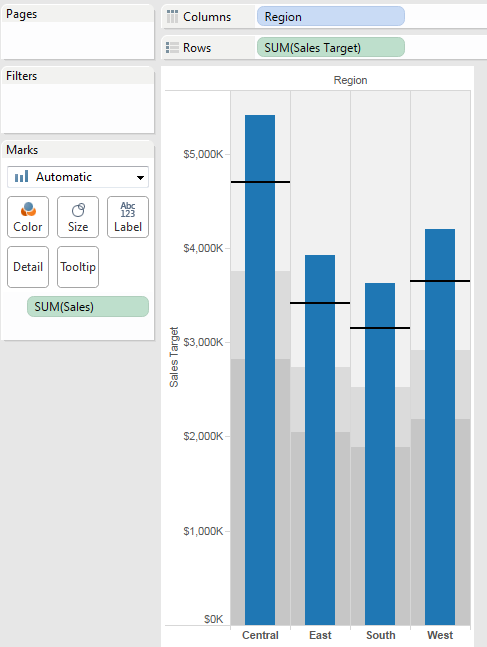 Pages
Columns
Region
Rows
SUM(Sales Target)
Filters
Marks
Automatic
Color
Size
Abc
123
Label
Detail
Tooltip
SUM(Sales)
Region
Sales Target
$5,000K
$4,000K
$3,000K
$2,000K
$1,000K
$0K
Central East South West